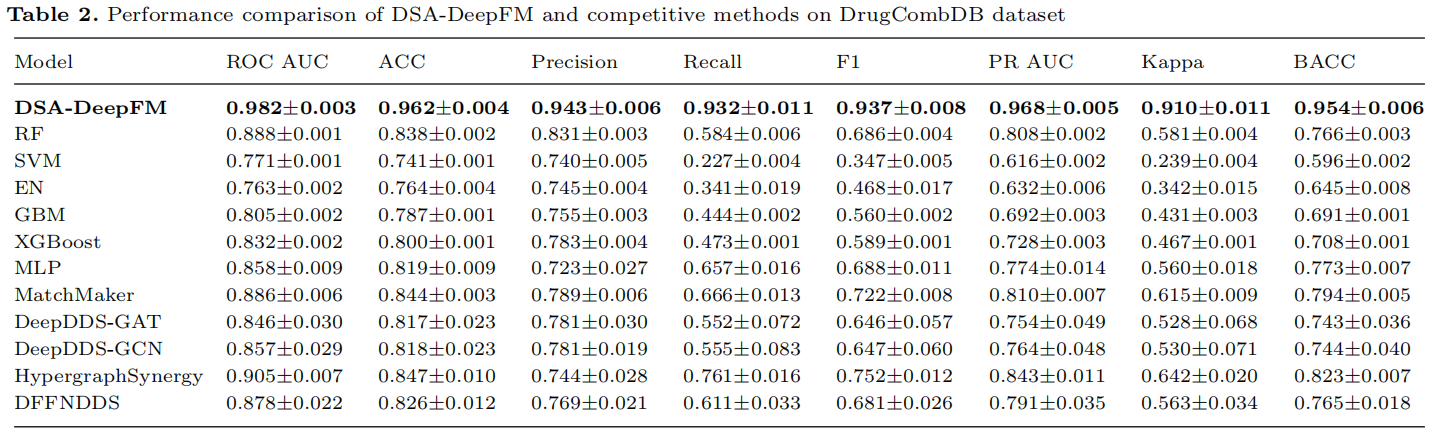 Table 2. Performance comparison of DSA-DeepFM and competitive methods on DrugCombDB dataset
Model ROC AUC ACC Precision Recall F1 PR AUC Kappa BACC
DSA-DeepFM 0.982±0.003 0.962±0.004 0.943±0.006 0.932±0.011 0.937±0.008 0.968±0.005 0.910±0.011 0.954±0.006
RF 0.888±0.001 0.838±0.002 0.831±0.003 0.584±0.006 0.686±0.004 0.808±0.002 0.581±0.004 0.766±0.003
SVM 0.771±0.001 0.741±0.001 0.740±0.005 0.227±0.004 0.347±0.005 0.616±0.002 0.239±0.004 0.596±0.002
EN 0.763±0.002 0.764±0.004 0.745±0.004 0.341±0.019 0.468±0.017 0.632±0.006 0.342±0.015 0.645±0.008
GBM 0.805±0.002 0.787±0.001 0.755±0.003 0.444±0.002 0.560±0.002 0.692±0.003 0.431±0.003 0.691±0.001
XGBoost 0.832±0.002 0.800±0.001 0.783±0.004 0.473±0.001 0.589±0.001 0.728±0.003 0.467±0.001 0.708±0.001
MLP 0.858±0.009 0.819±0.009 0.723±0.027 0.657±0.016 0.688±0.011 0.774±0.014 0.560±0.018 0.773±0.007
MatchMaker 0.886±0.006 0.844±0.003 0.789±0.006 0.666±0.013 0.722±0.008 0.810±0.007 0.615±0.009 0.794±0.005
DeepDDS-GAT 0.846±0.030 0.817±0.023 0.781±0.030 0.552±0.072 0.646±0.057 0.754±0.049 0.528±0.068 0.743±0.036
DeepDDS-GCN 0.857±0.029 0.818±0.023 0.781±0.019 0.555±0.083 0.647±0.060 0.764±0.048 0.530±0.071 0.744±0.040
HypergraphSynergy 0.905±0.007 0.847±0.010 0.744±0.028 0.761±0.016 0.752±0.012 0.843±0.011 0.642±0.020 0.823±0.007
DFFNDDS 0.878±0.022 0.826±0.012 0.769±0.021 0.611±0.033 0.681±0.026 0.791±0.035 0.563±0.034 0.765±0.018